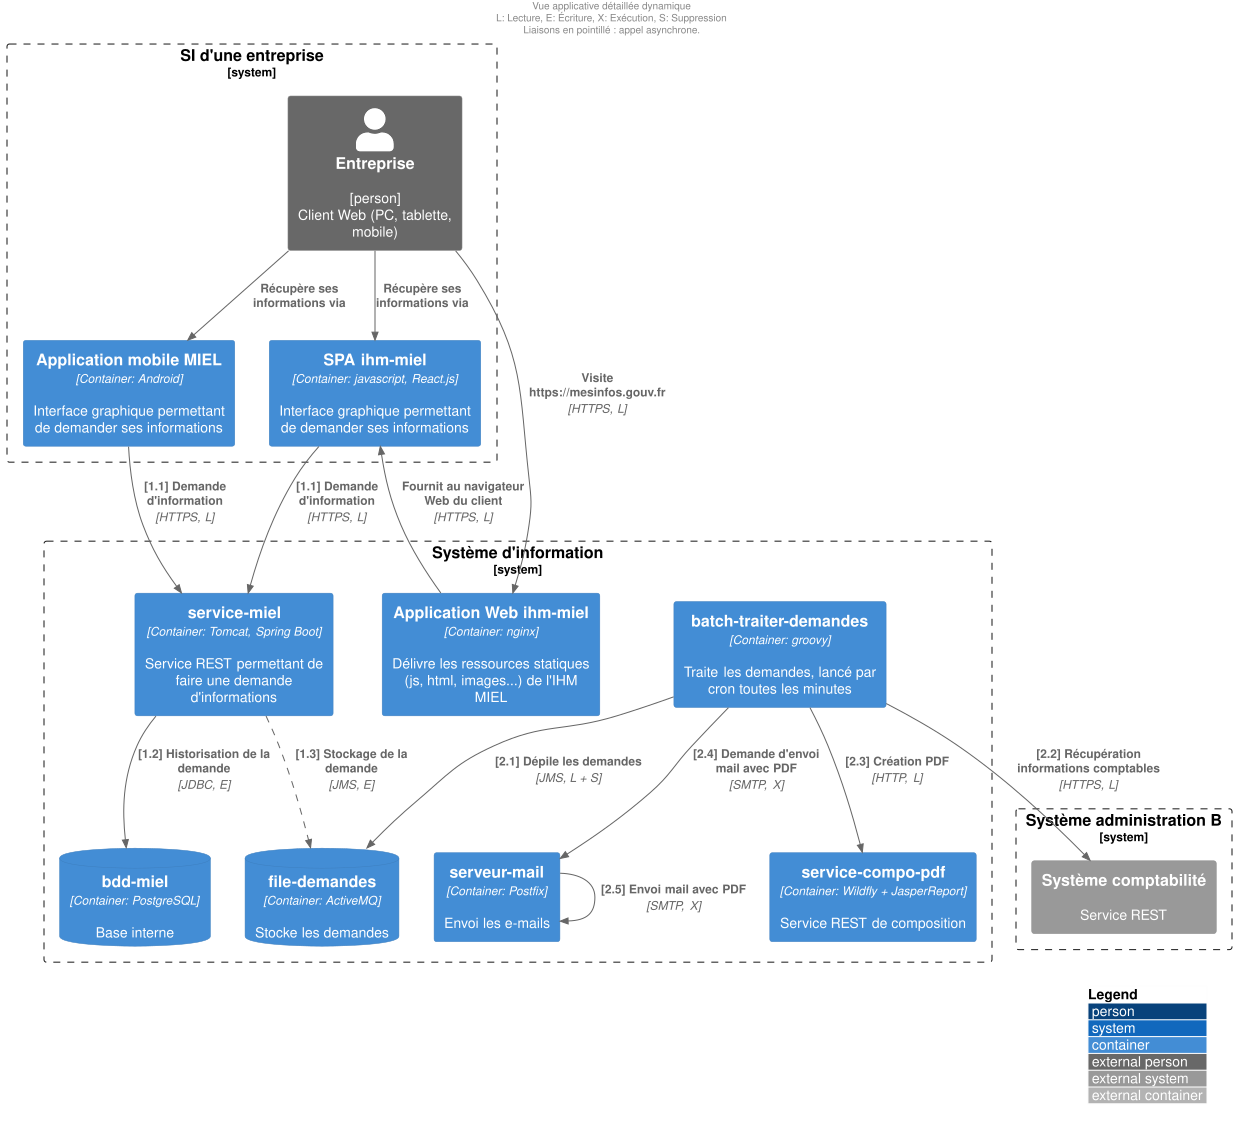 Vue applicative détaillée dynamique
L: Lecture, E: Écriture, X: Exécution, S: Suppression
Liaisons en pointillé : appel asynchrone.
SI d'une entreprise
[system]
Entreprise
[person]
Client Web (PC, tablette,
mobile)
Récupère ses
informations via
Récupère ses
informations via
Application mobile MIEL
[Container: Android]
Interface graphique permettant
de demander ses informations
SPA ihm-miel
[Container: javascript, React.js]
Interface graphique permettant
de demander ses informations
Visite
https://mesinfos.gouv.fr
[HTTPS, L]
[1.1] Demande
d'information
[HTTPS, L]
[1.1] Demande
d'information
[HTTPS, L]
Fournit au navigateur
Web du client
[HTTPS, L]
Système d'information
[system]
service-miel
[Container: Tomcat, Spring Boot]
Service REST permettant de
faire une demande
d'informations
Application Web ihm-miel
[Container: nginx]
Délivre les ressources statiques
(js, html, images...) de l'IHM
MIEL
batch-traiter-demandes
[Container: groovy]
Traite les demandes, lancé par
cron toutes les minutes
[1.2] Historisation de la
demande
[JDBC, E]
[1.3] Stockage de la
demande
[JMS, E]
[2.1] Dépile les demandes
[JMS, L + S]
[2.4] Demande d'envoi
mail avec PDF
[SMTP, X]
[2.3] Création PDF
[HTTP, L]
[2.2] Récupération
informations comptables
[HTTPS, L]
bdd-miel
[Container: PostgreSQL]
Base interne
file-demandes
[Container: ActiveMQ]
Stocke les demandes
serveur-mail
[Container: Postfix]
Envoi les e-mails
[2.5] Envoi mail avec PDF
[SMTP, X]
service-compo-pdf
[Container: Wildfly + JasperReport]
Service REST de composition
Système administration B
[system]
Système comptabilité
Service REST
Legend
person
system
container
external person
external system
external container